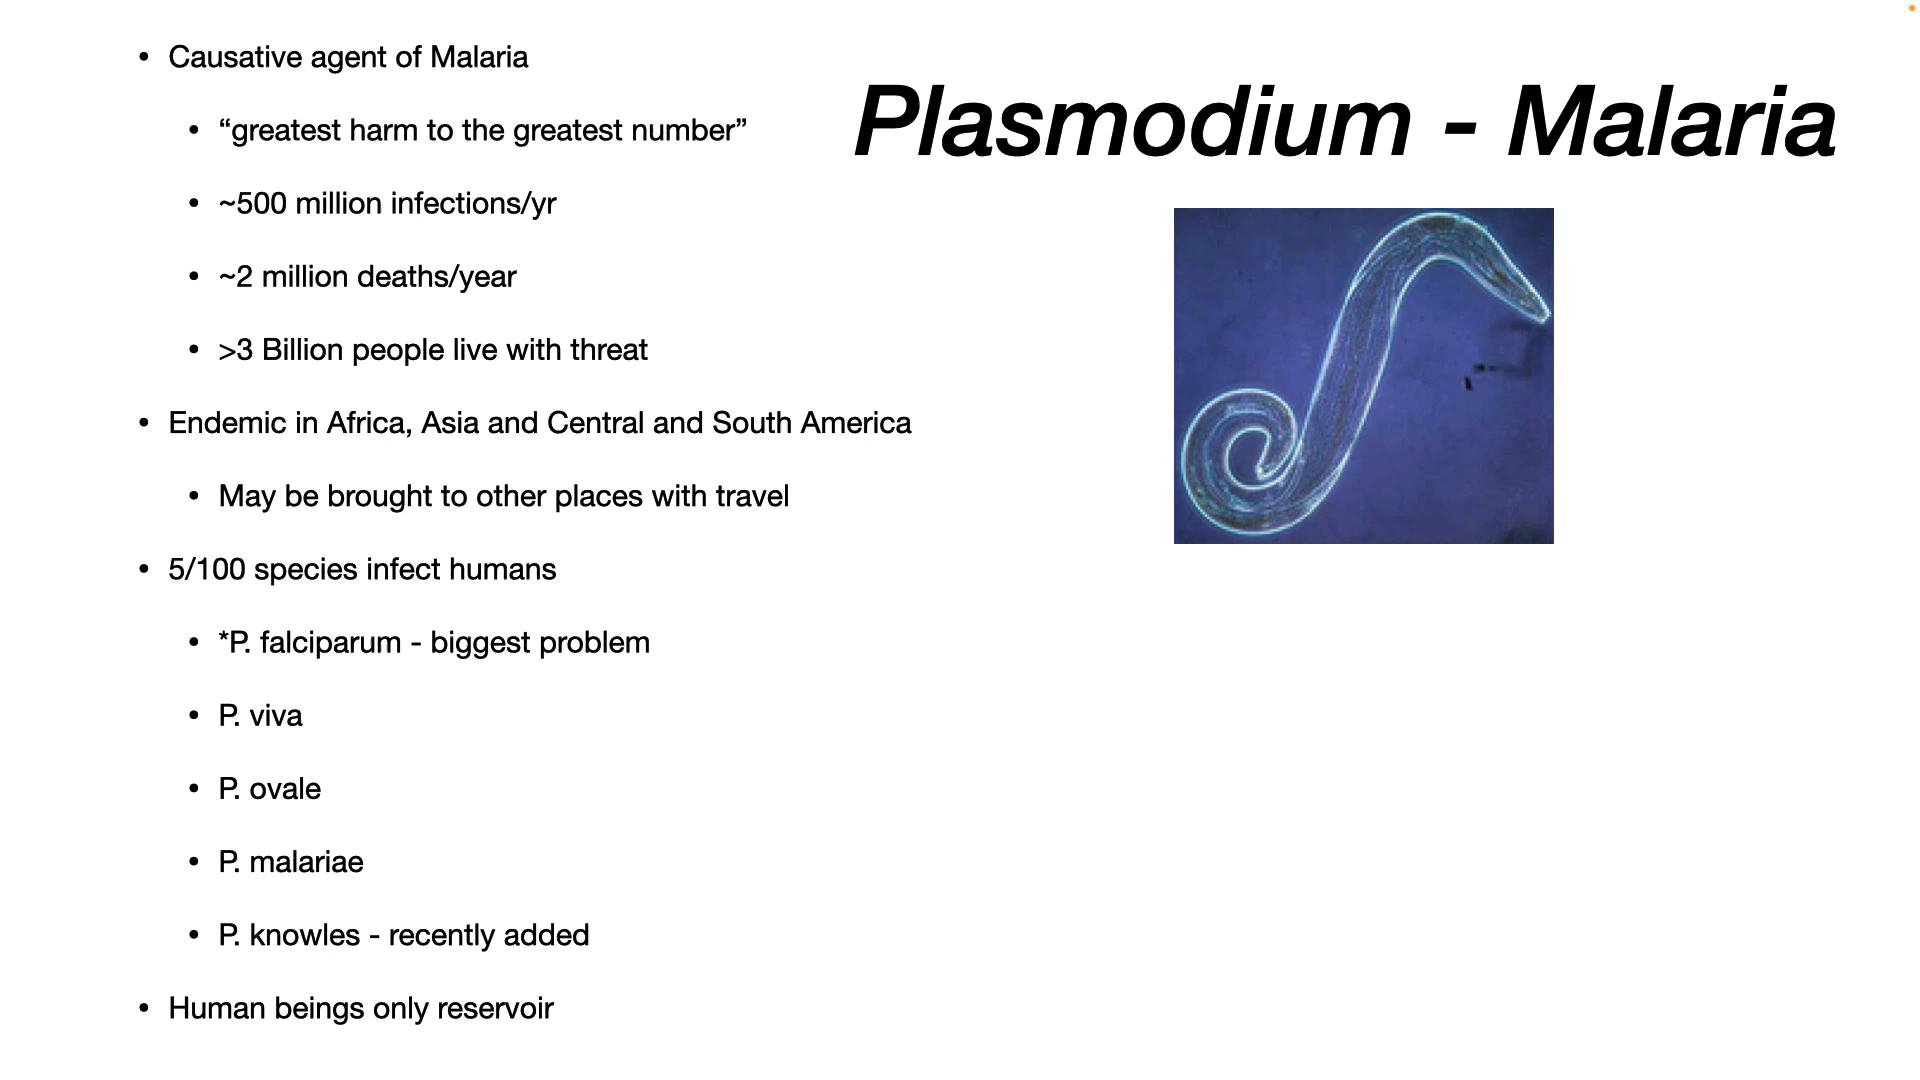 Plasmodium - Malaria
• Causative agent of Malaria
• “greatest harm to the greatest number”
• ~500 million infections/yr
• ~2 million deaths/year
• >3 Billion people live with threat
• Endemic in Africa, Asia and Central and South America
• May be brought to other places with travel
• 5/100 species infect humans
• *P. falciparum - biggest problem
• P. viva
• P. ovale
• P. malariae
• P. knowles - recently added
• Human beings only reservoir